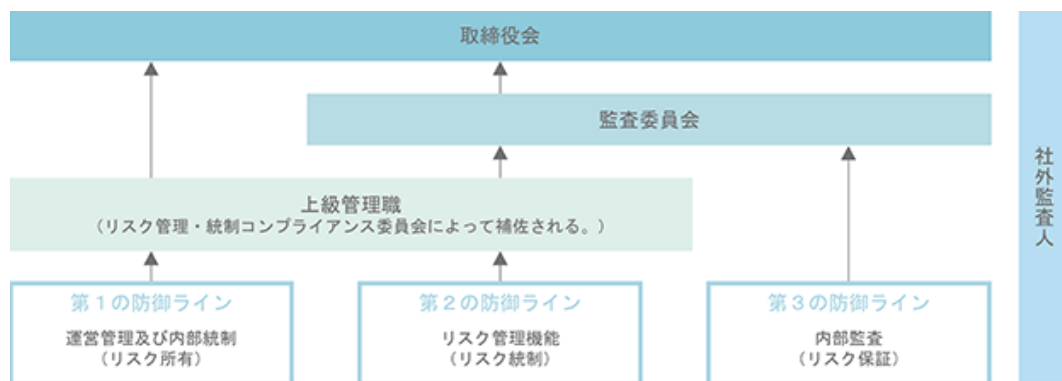 取締役会
監査委員会
上級管理職
（リスク管理・統制コンプライアンス委員会によって補佐される。）
第１の防御ライン
運営管理及び内部統制
（リスク所有）
第２の防御ライン
リスク管理機能
（リスク統制）
第３の防御ライン
内部監査
（リスク保証）
社外監査人